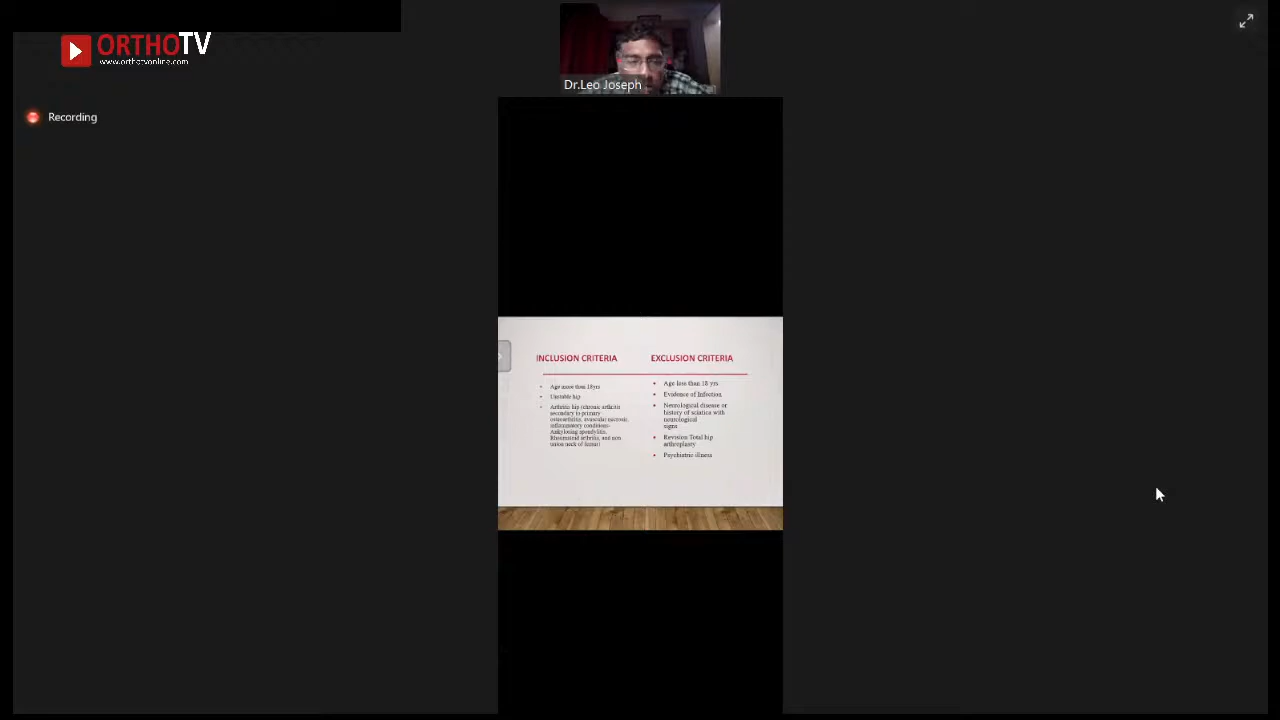 ORTHOTV
www.orthotvonline.com
Dr.Leo Joseph
Recording
INCLUSION CRITERIA
• Age more than 18yrs
• Unstable hip
• Arthritic hip (chronic arthritis
secondary to primary
osteoarthritis, avascular necrosis,
inflammatory conditions-
Ankylosing spondylitis,
Rheumatoid arthritis, and non
union neck of femur)
EXCLUSION CRITERIA
• Age less than 18 yrs
• Evidence of Infection
• Neurological disease or
history of sciatica with
neurological
signs
• Revision Total hip
arthroplasty
• Psychiatric illness